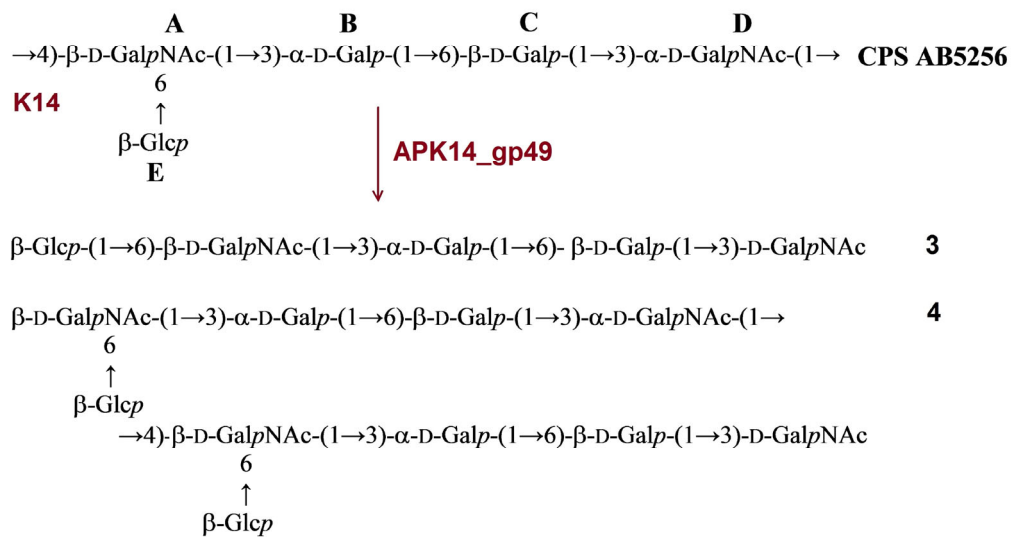 A B C D
→4)-β-D-GalpNAc-(1→3)-α-D-Galp-(1→6)-β-D-Galp-(1→3)-α-D-GalpNAc-(1→ CPS AB5256
6
K14 ↑
β-Glcp
E
APK14_gp49
β-Glcp-(1→6)-β-D-GalpNAc-(1→3)-α-D-Galp-(1→6)- β-D-Galp-(1→3)-D-GalpNAc 3
β-D-GalpNAc-(1→3)-α-D-Galp-(1→6)-β-D-Galp-(1→3)-α-D-GalpNAc-(1→ 4
6
↑
β-Glcp
→4)-β-D-GalpNAc-(1→3)-α-D-Galp-(1→6)-β-D-Galp-(1→3)-D-GalpNAc
6
↑
β-Glcp